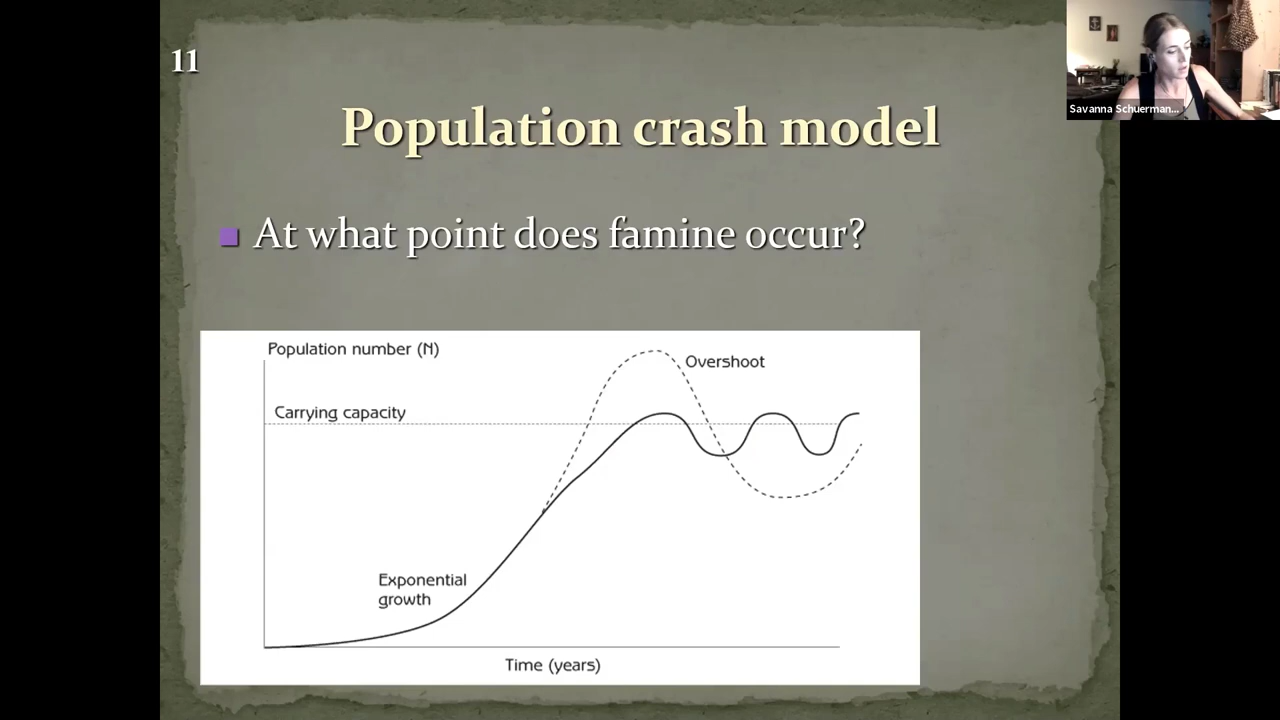 11
Savanna Schuerman...
Population crash model
At what point does famine occur?
Population number (N)
Overshoot
Carrying capacity
Exponential
growth
Time (years)